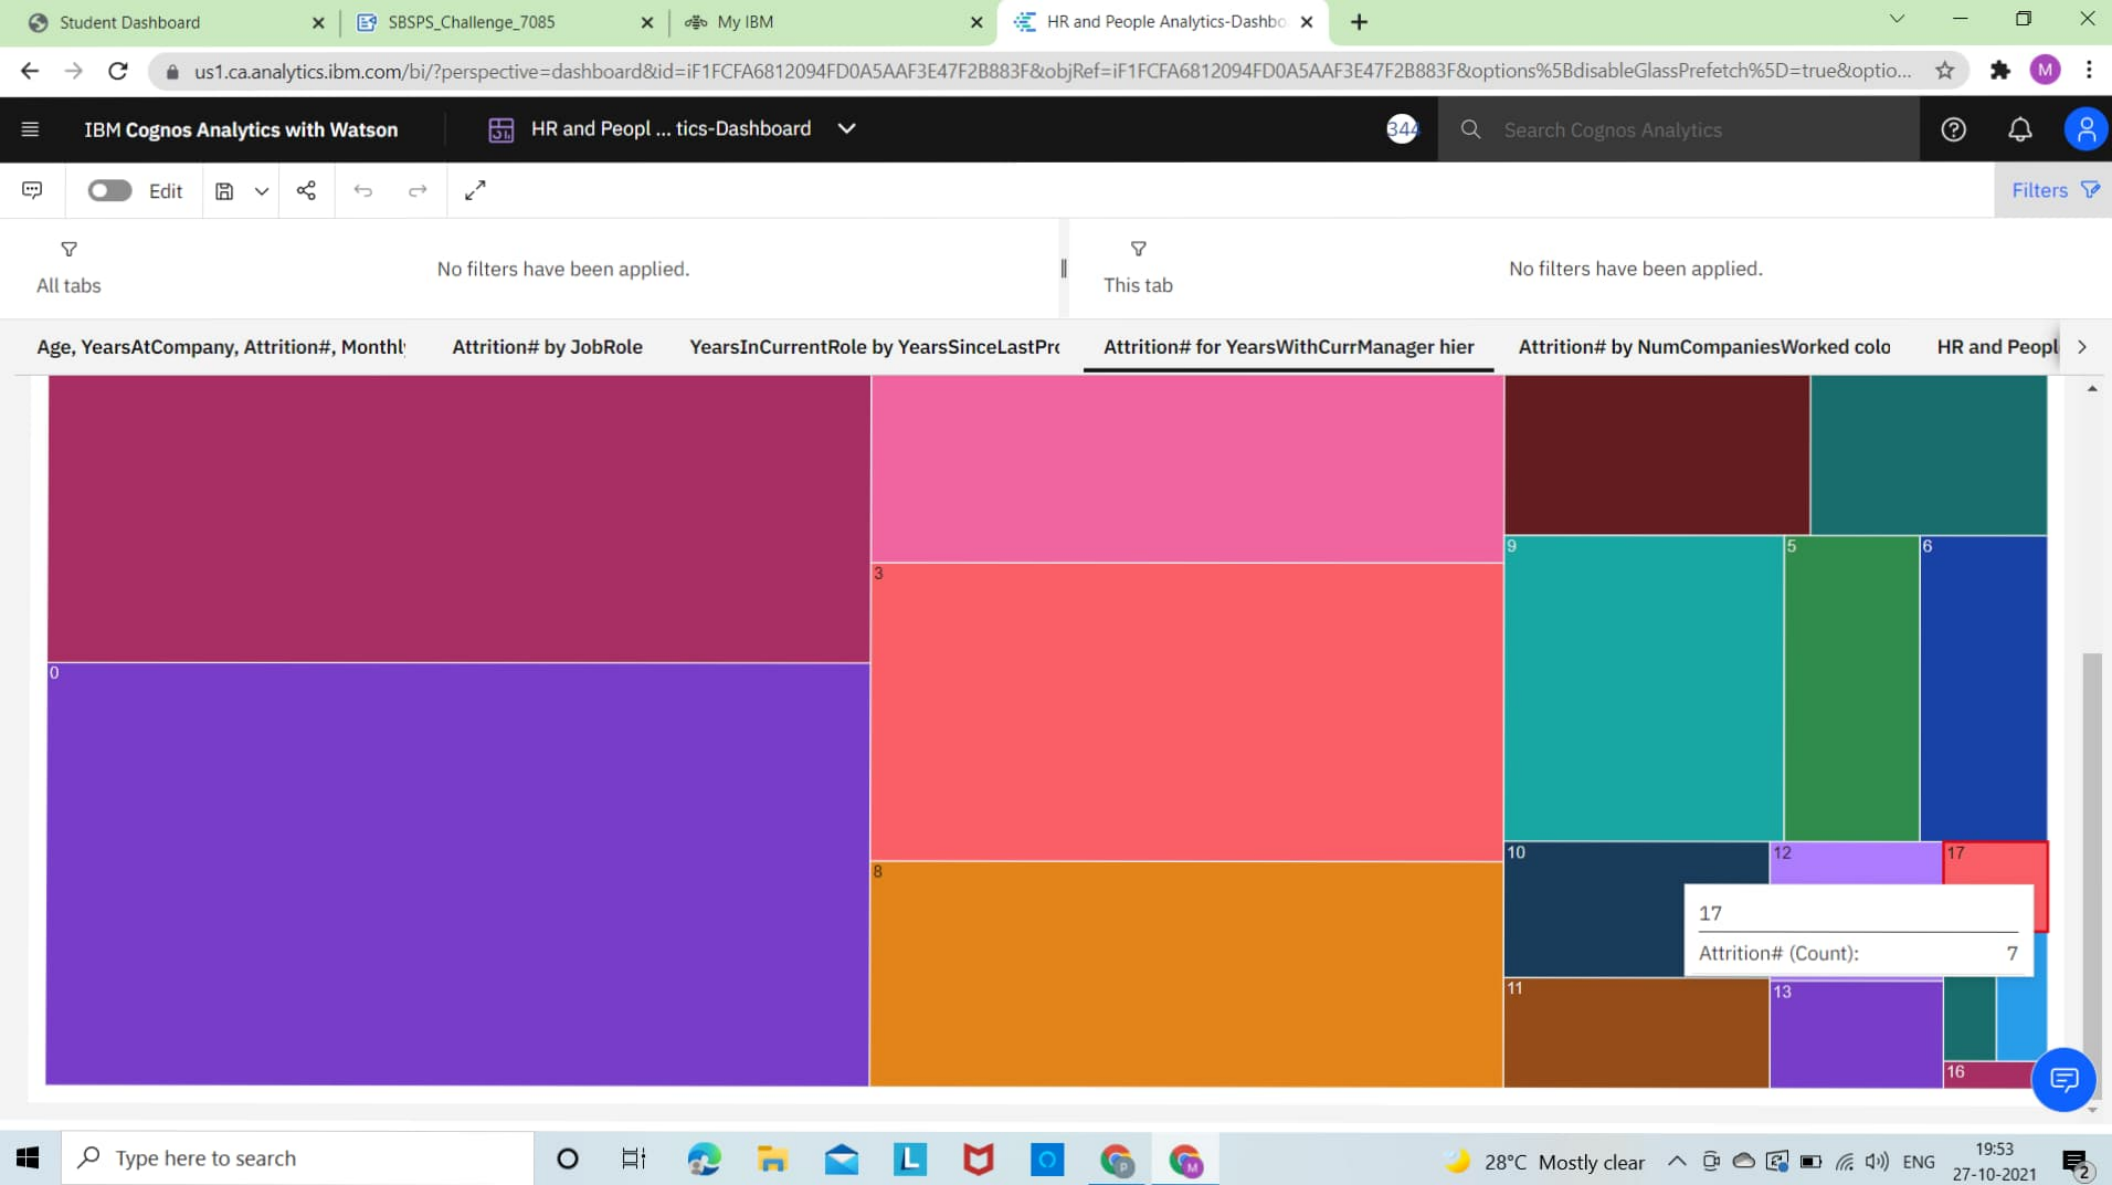 Student Dashboard
SBSPS_Challenge_7085
My IBM
HR and People Analytics-Dashbo
us1.ca.analytics.ibm.com/bi/?perspective=dashboard&id=iF1FCFA6812094FD0A5AAF3E47F2B883F&objRef=iF1FCFA6812094FD0A5AAF3E47F2B883F&options%5BdisableGlassPrefetch%5D=true&optio...
M
IBM Cognos Analytics with Watson
HR and Peopl ... tics-Dashboard
344
Search Cognos Analytics
Edit
Filters
All tabs
No filters have been applied.
This tab
No filters have been applied.
Age, YearsAtCompany, Attrition#, Monthl
Attrition# by JobRole
YearsInCurrentRole by YearsSinceLastPro
Attrition# for YearsWithCurrManager hier
Attrition# by NumCompaniesWorked colo
HR and Peopl
0
3
8
9
5
6
10
12
17
17
Attrition# (Count): 7
11
13
16
Type here to search
L
P
M
28°C Mostly clear
ENG
19:53
27-10-2021
2